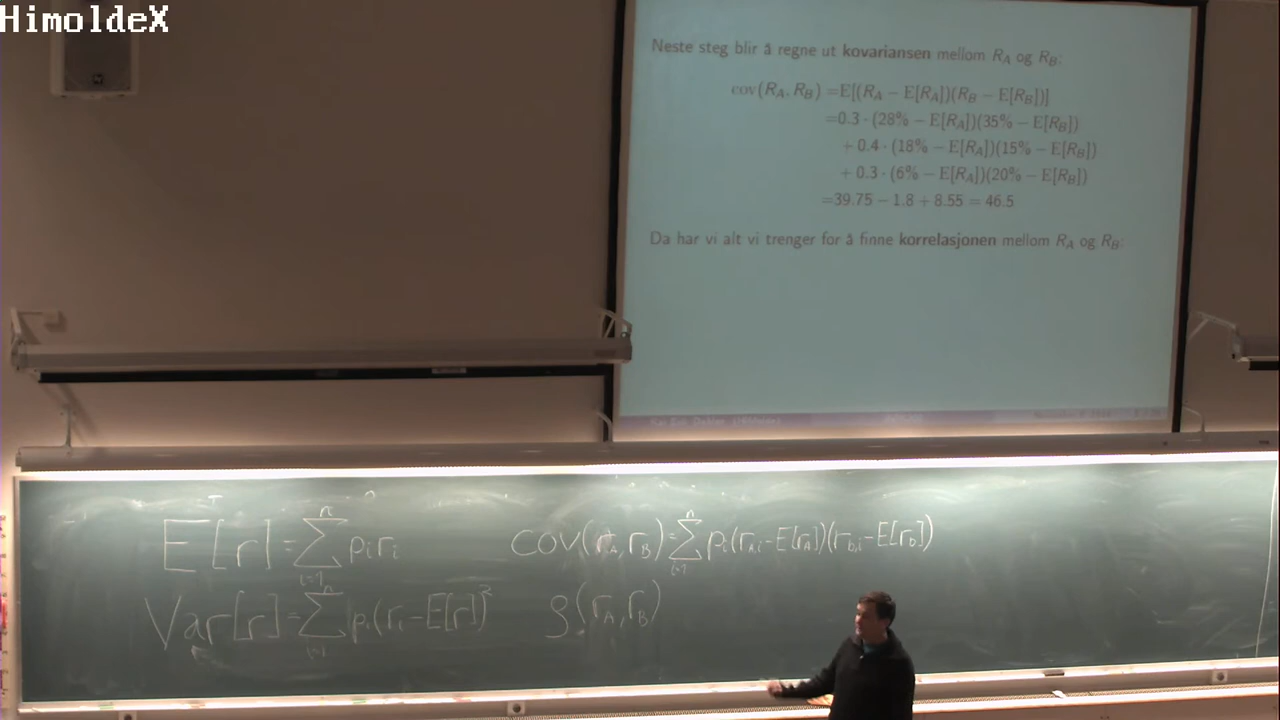 HimoldeX
Neste steg blir å regne ut kovariansen mellom R_A og R_B:
cov(R_A, R_B) =E[(R_A − E[R_A])(R_B − E[R_B])]
=0.3 · (28% − E[R_A])(35% − E[R_B])
+ 0.4 · (18% − E[R_A])(15% − E[R_B])
+ 0.3 · (6% − E[R_A])(20% − E[R_B])
=39.75 − 1.8 + 8.55 = 46.5
Da har vi alt vi trenger for å finne korrelasjonen mellom R_A og R_B:
E[r] = ∑_{i=1}^{n} p_i r_i
cov(r_A, r_B) = ∑_{i=1}^{n} p_i(r_{A,i} − E[r_A])(r_{B,i} − E[r_B])
Var[r] = ∑_{i=1}^{n} p_i(r_i − E[r])^2
ρ(r_A, r_B)